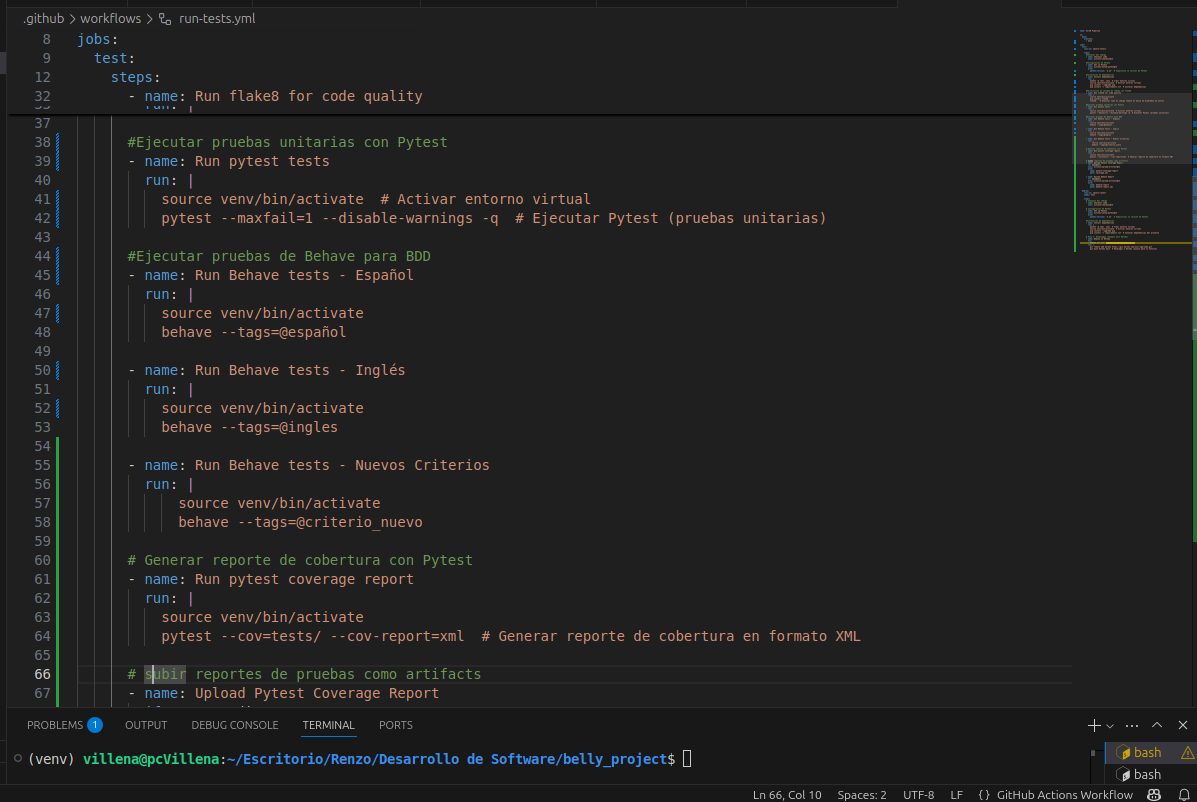 .github > workflows > run-tests.yml
8 jobs:
9 test:
12 steps:
32 - name: Run flake8 for code quality
37
38 #Ejecutar pruebas unitarias con Pytest
39 - name: Run pytest tests
40 run: |
41 source venv/bin/activate  # Activar entorno virtual
42 pytest --maxfail=1 --disable-warnings -q  # Ejecutar Pytest (pruebas unitarias)
43
44 #Ejecutar pruebas de Behave para BDD
45 - name: Run Behave tests - Español
46 run: |
47 source venv/bin/activate
48 behave --tags=@español
49
50 - name: Run Behave tests - Inglés
51 run: |
52 source venv/bin/activate
53 behave --tags=@ingles
54
55 - name: Run Behave tests - Nuevos Criterios
56 run: |
57 source venv/bin/activate
58 behave --tags=@criterio_nuevo
59
60 # Generar reporte de cobertura con Pytest
61 - name: Run pytest coverage report
62 run: |
63 source venv/bin/activate
64 pytest --cov=tests/ --cov-report=xml  # Generar reporte de cobertura en formato XML
65
66 # subir reportes de pruebas como artifacts
67 - name: Upload Pytest Coverage Report
PROBLEMS 1 OUTPUT DEBUG CONSOLE TERMINAL PORTS
(venv) villena@pcVillena:~/Escritorio/Renzo/Desarrollo de Software/belly_project$
bash
bash
Ln 66, Col 10 Spaces: 2 UTF-8 LF {} GitHub Actions Workflow